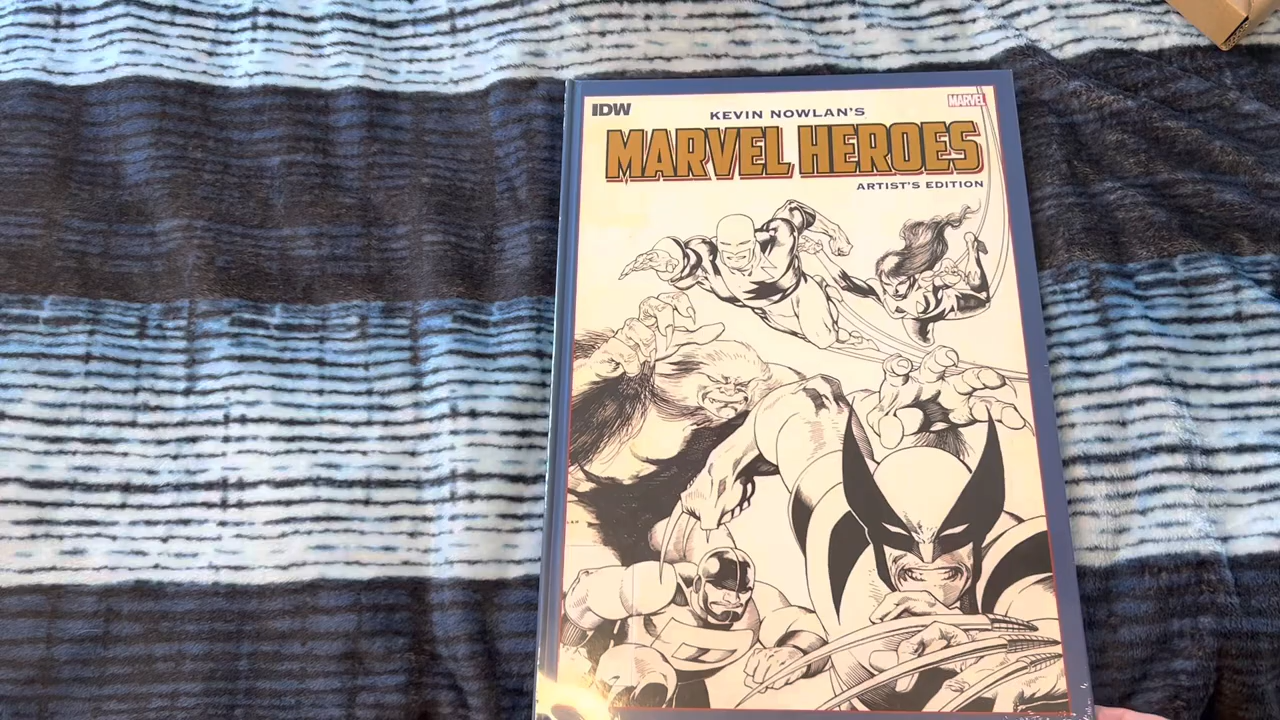 IDW
MARVEL
KEVIN NOWLAN'S
MARVEL HEROES
ARTIST'S EDITION